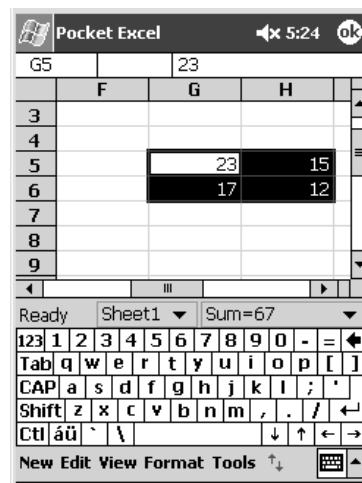 Pocket Excel 5:24 ok
G5 23
F G H
3
4
5 23 15
6 17 12
7
8
9
Ready Sheet1 Sum=67
123 1 2 3 4 5 6 7 8 9 0 - =
Tab q w e r t y u i o p [ ]
CAP a s d f g h j k l ; '
Shift z x c v b n m , . /
Ctl áü ` \
New Edit View Format Tools